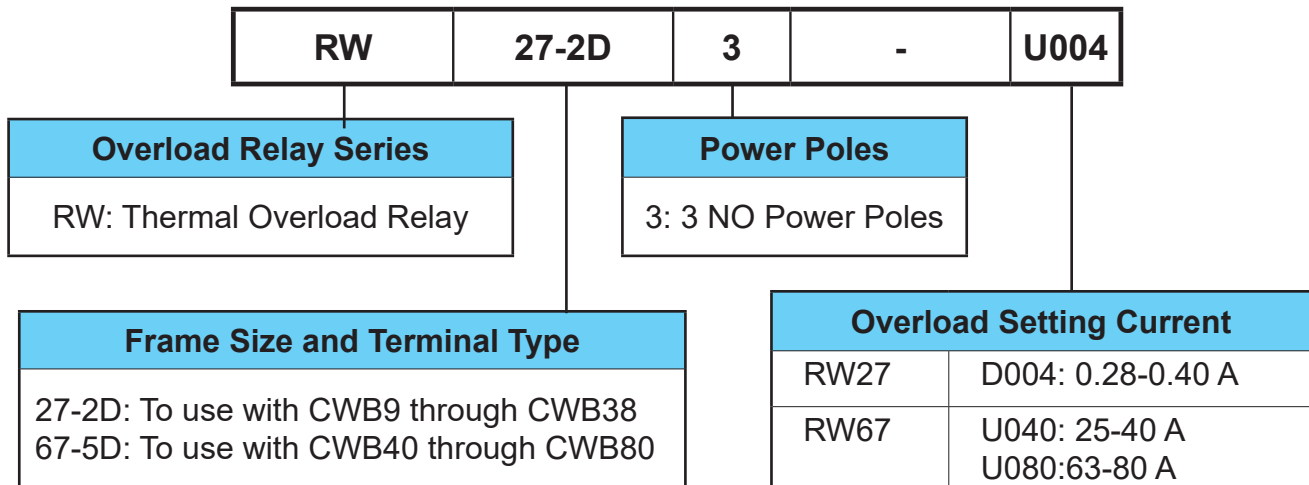 RW 27-2D 3 - U004
Overload Relay Series
RW: Thermal Overload Relay
Power Poles
3: 3 NO Power Poles
Frame Size and Terminal Type
27-2D: To use with CWB9 through CWB38
67-5D: To use with CWB40 through CWB80
Overload Setting Current
RW27 D004: 0.28-0.40 A
RW67 U040: 25-40 A
U080:63-80 A